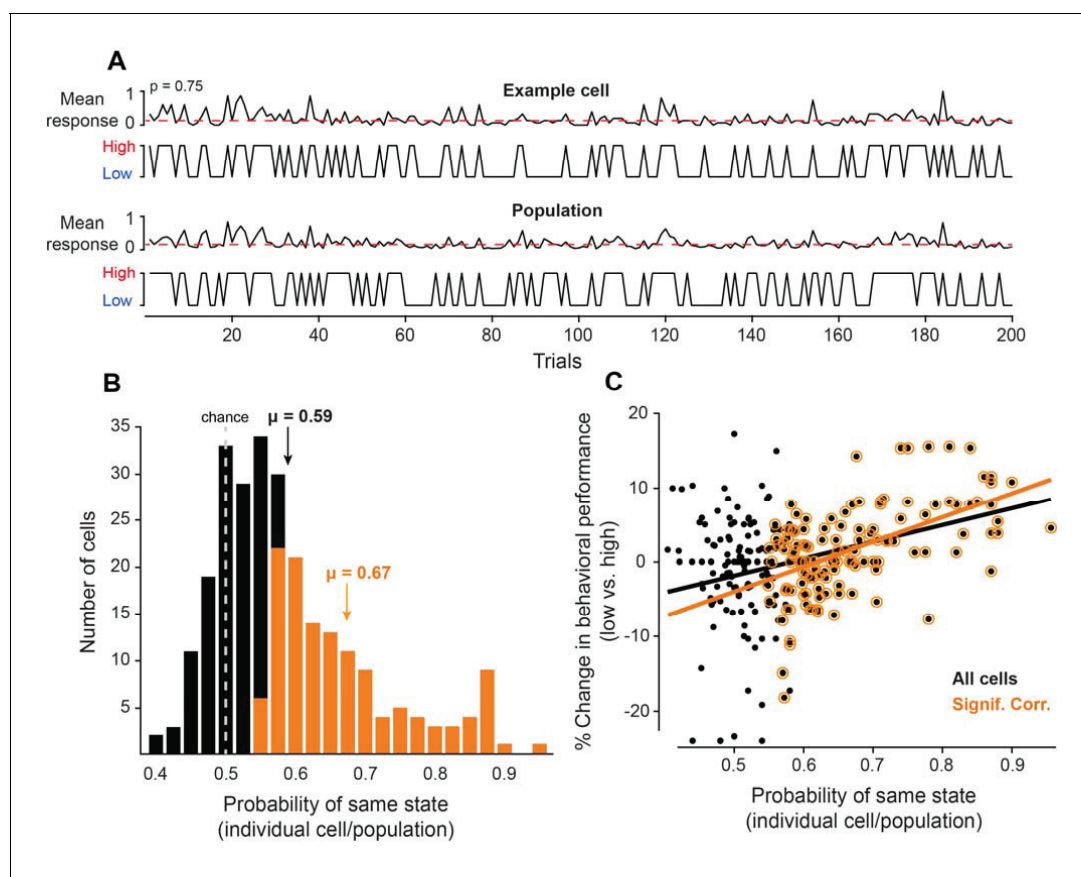 A
p = 0.75
Example cell
Mean response
1
0
High
Low
Population
Mean response
1
0
High
Low
20 40 60 80 100 120 140 160 180 200
Trials
B
chance
µ = 0.59
µ = 0.67
Number of cells
35
30
25
20
15
10
5
0.4 0.5 0.6 0.7 0.8 0.9
Probability of same state
(individual cell/population)
C
% Change in behavioral performance
(low vs. high)
20
10
0
-10
-20
All cells
Signif. Corr.
0.5 0.6 0.7 0.8 0.9
Probability of same state
(individual cell/population)